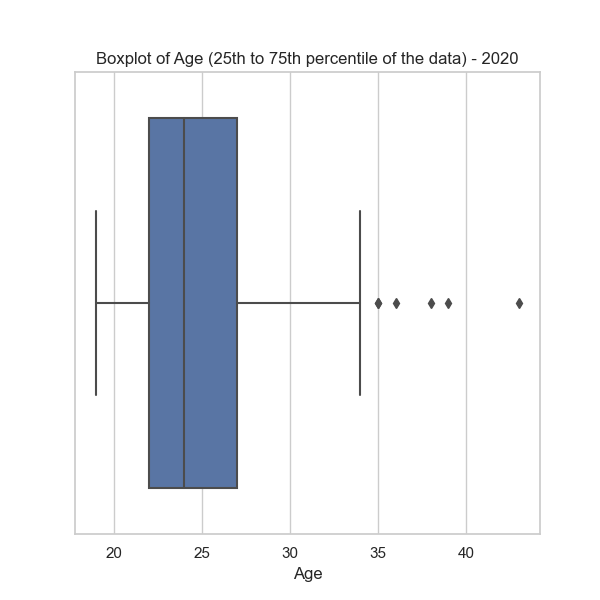 Boxplot of Age (25th to 75th percentile of the data) - 2020
20 25 30 35 40
Age